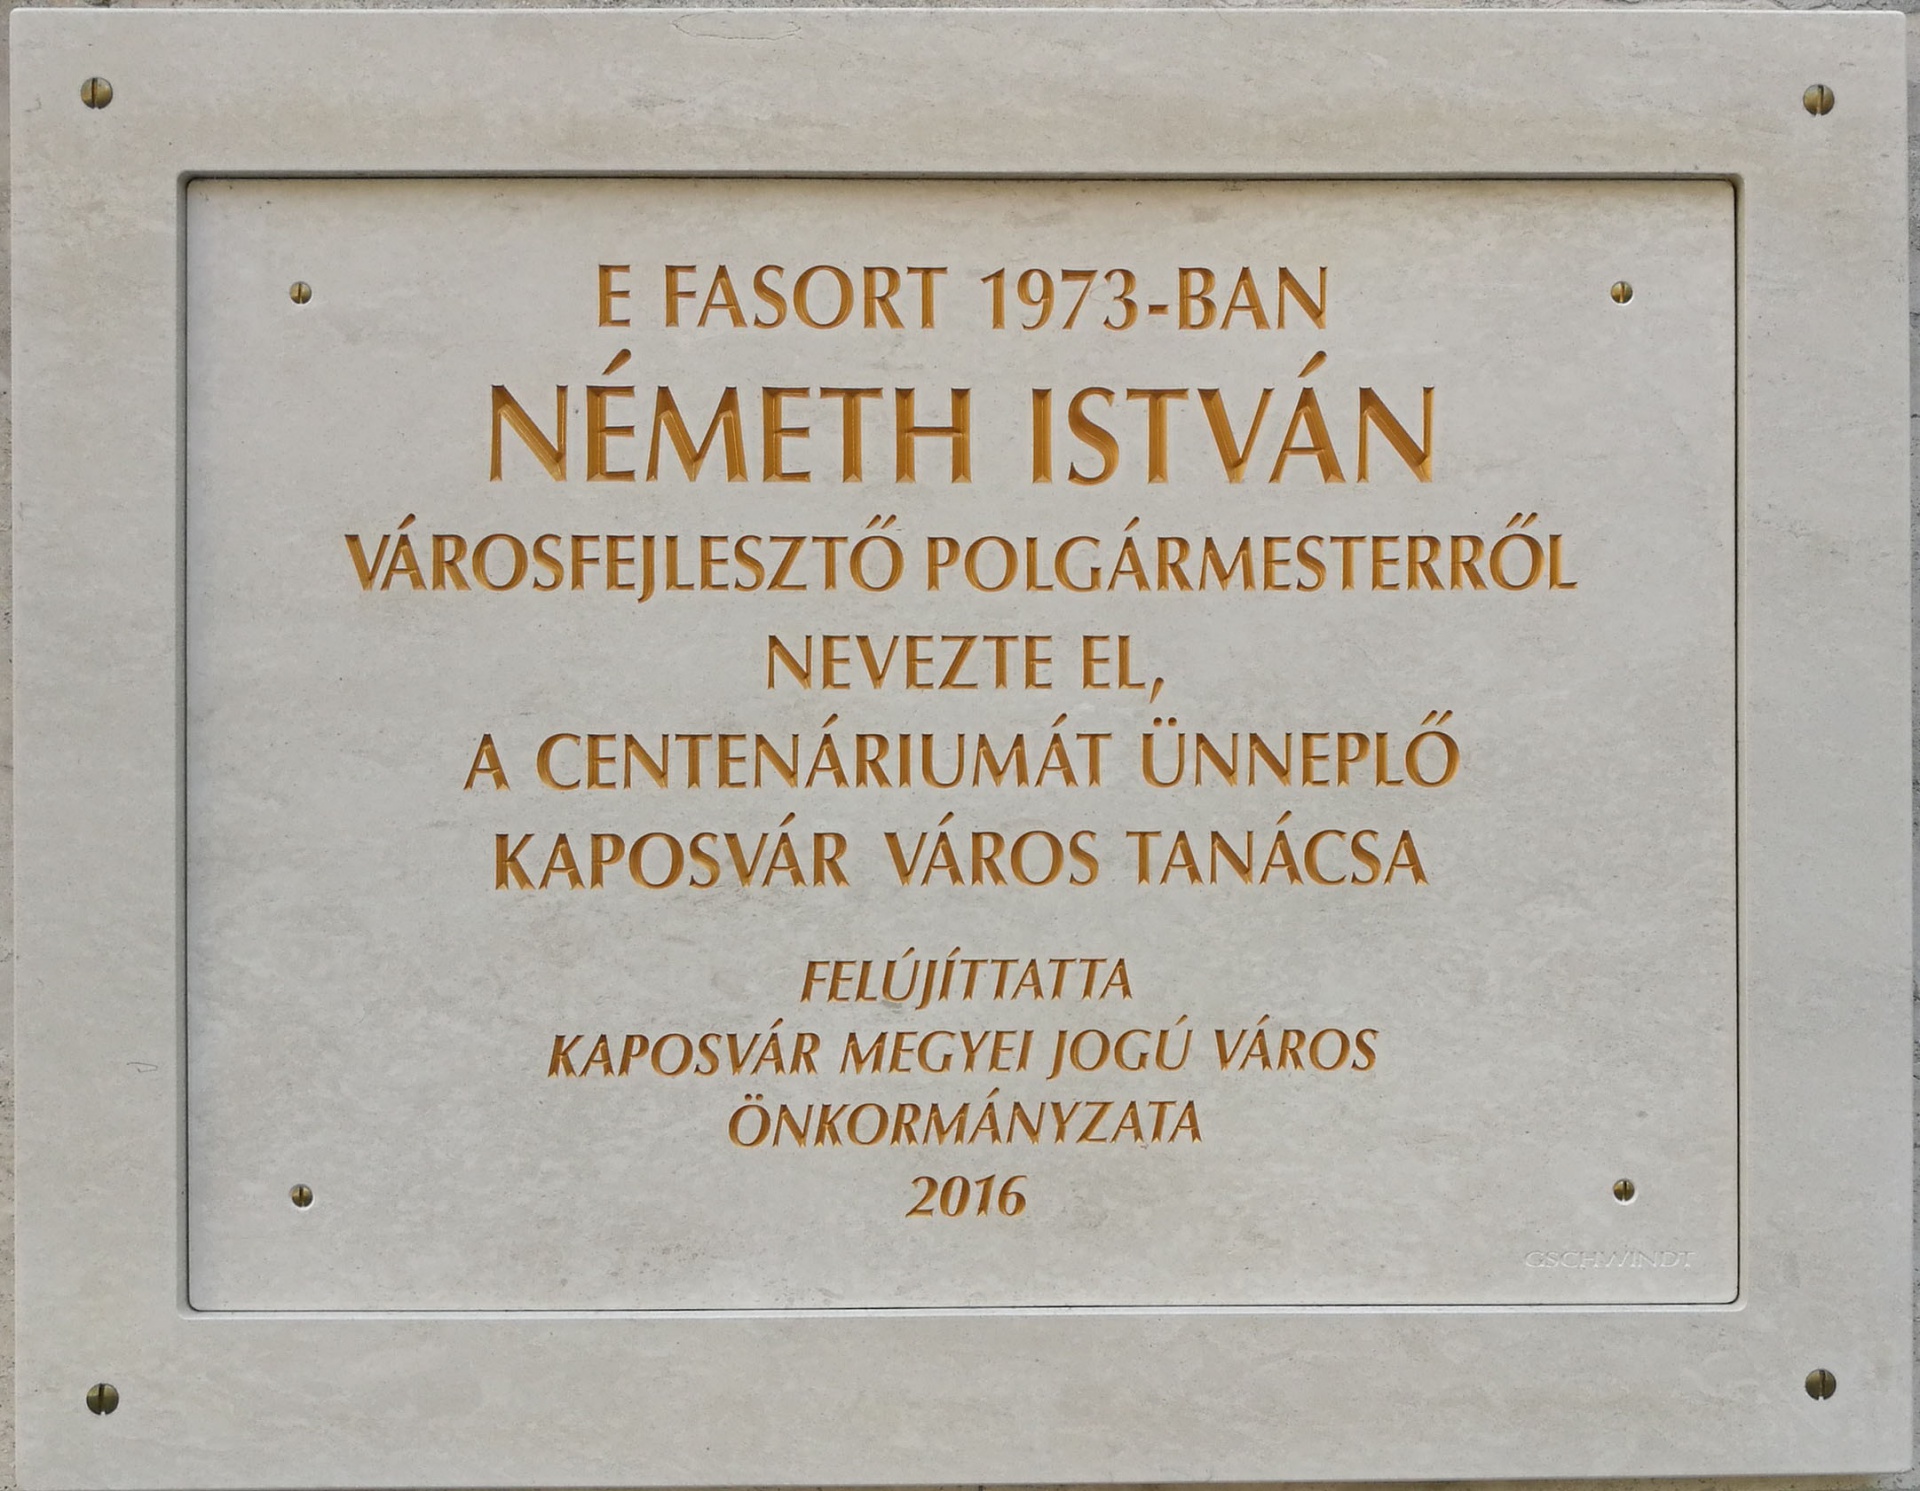 E FASORT 1973-BAN
NÉMETH ISTVÁN
VÁROSFEJLESZTŐ POLGÁRMESTERRŐL
NEVEZTE EL,
A CENTENÁRIUMÁT ÜNNEPLŐ
KAPOSVÁR VÁROS TANÁCSA
FELÚJÍTTATTA
KAPOSVÁR MEGYEI JOGÚ VÁROS
ÖNKORMÁNYZATA
2016
GSCHWINDT